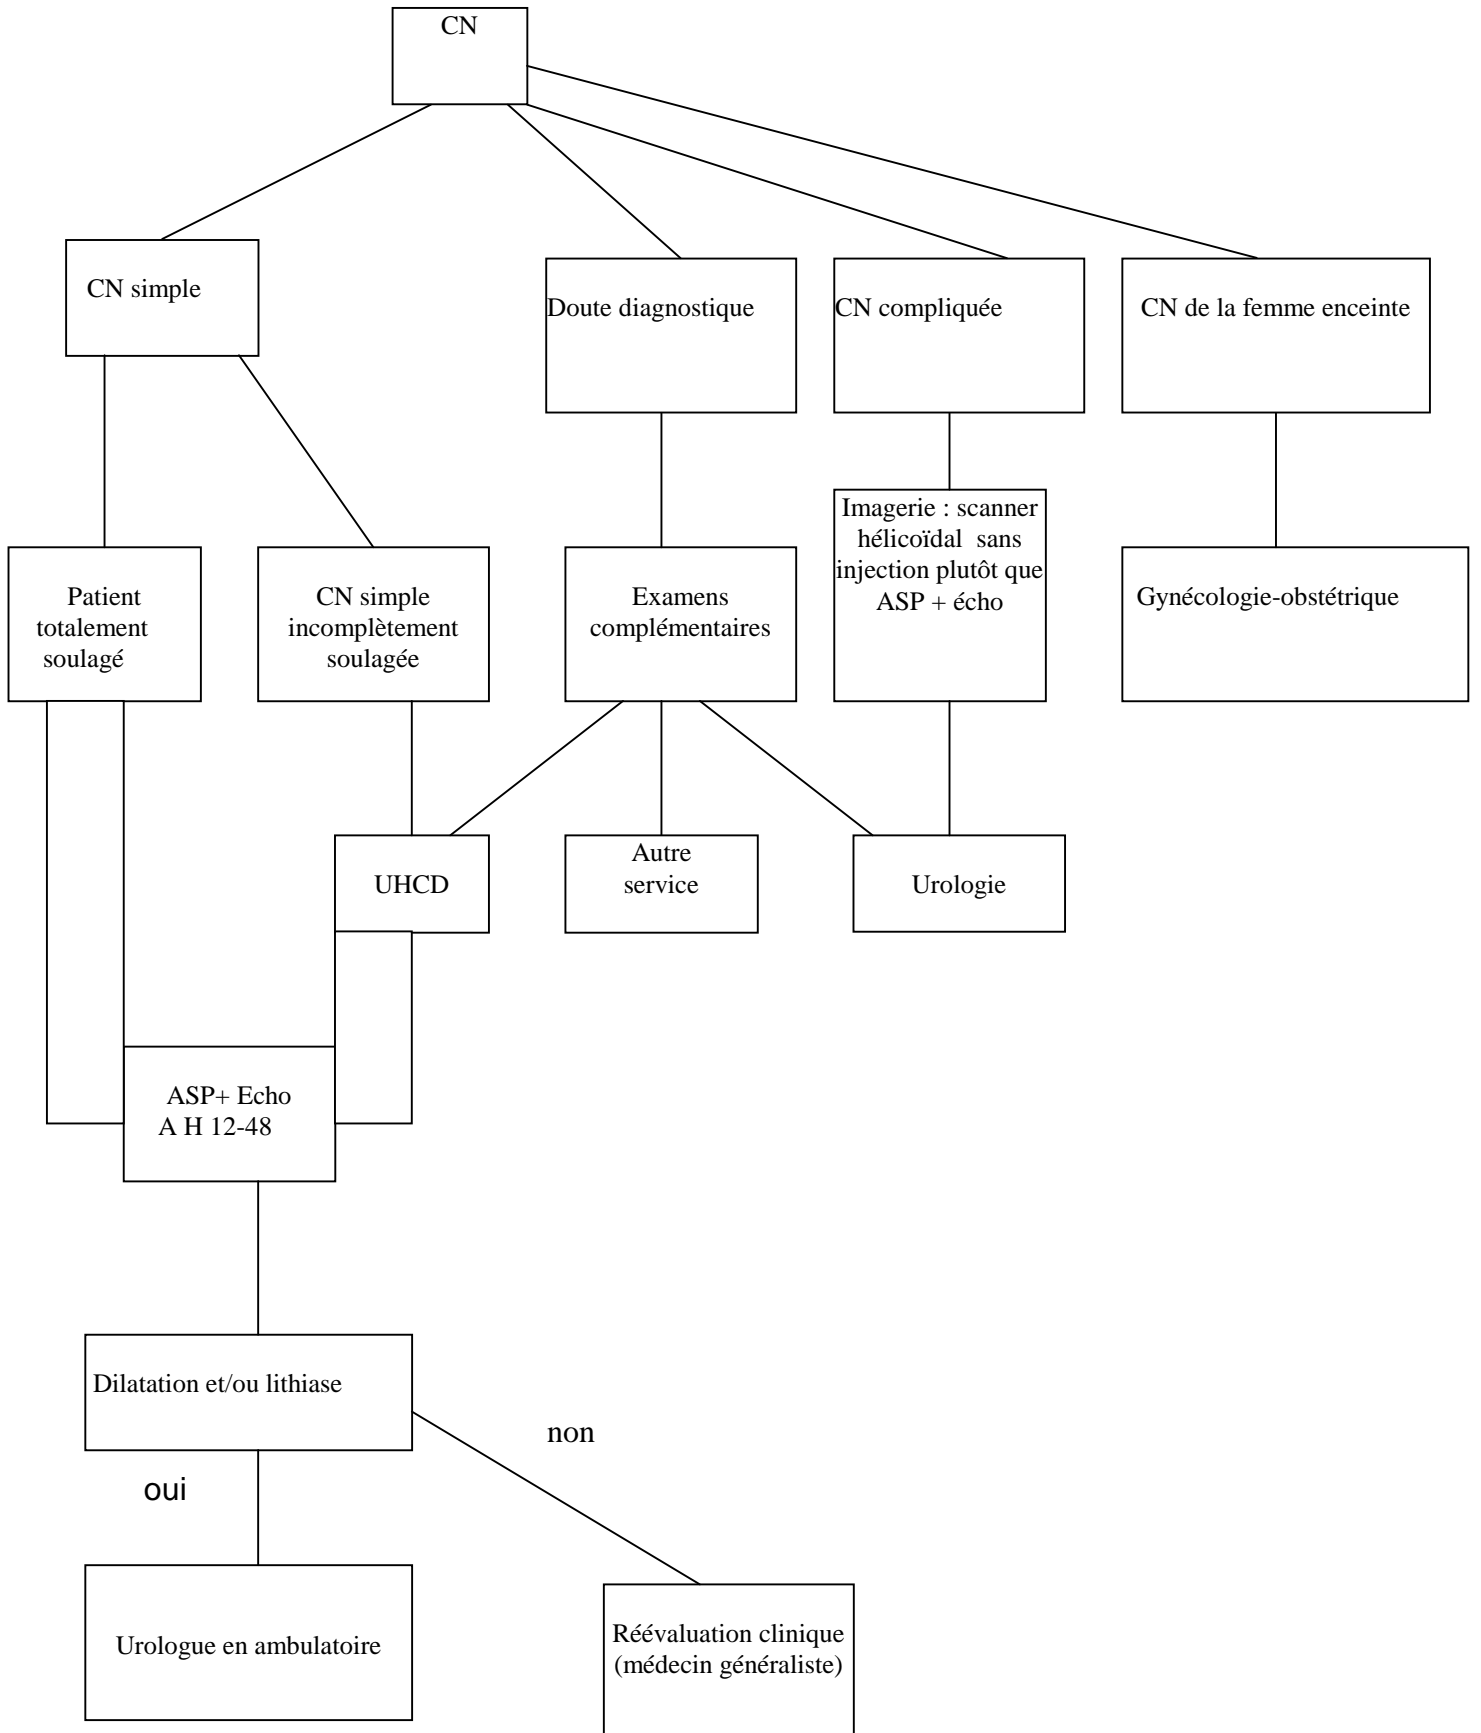 CN
CN simple
Doute diagnostique
CN compliquée
CN de la femme enceinte
Patient
totalement
soulagé
CN simple
incomplètement
soulagée
Examens
complémentaires
Imagerie : scanner
hélicoïdal sans
injection plutôt que
ASP + écho
Gynécologie-obstétrique
UHCD
Autre
service
Urologie
ASP+ Echo
A H 12-48
Dilatation et/ou lithiase
non
oui
Urologue en ambulatoire
Réévaluation clinique
(médecin généraliste)